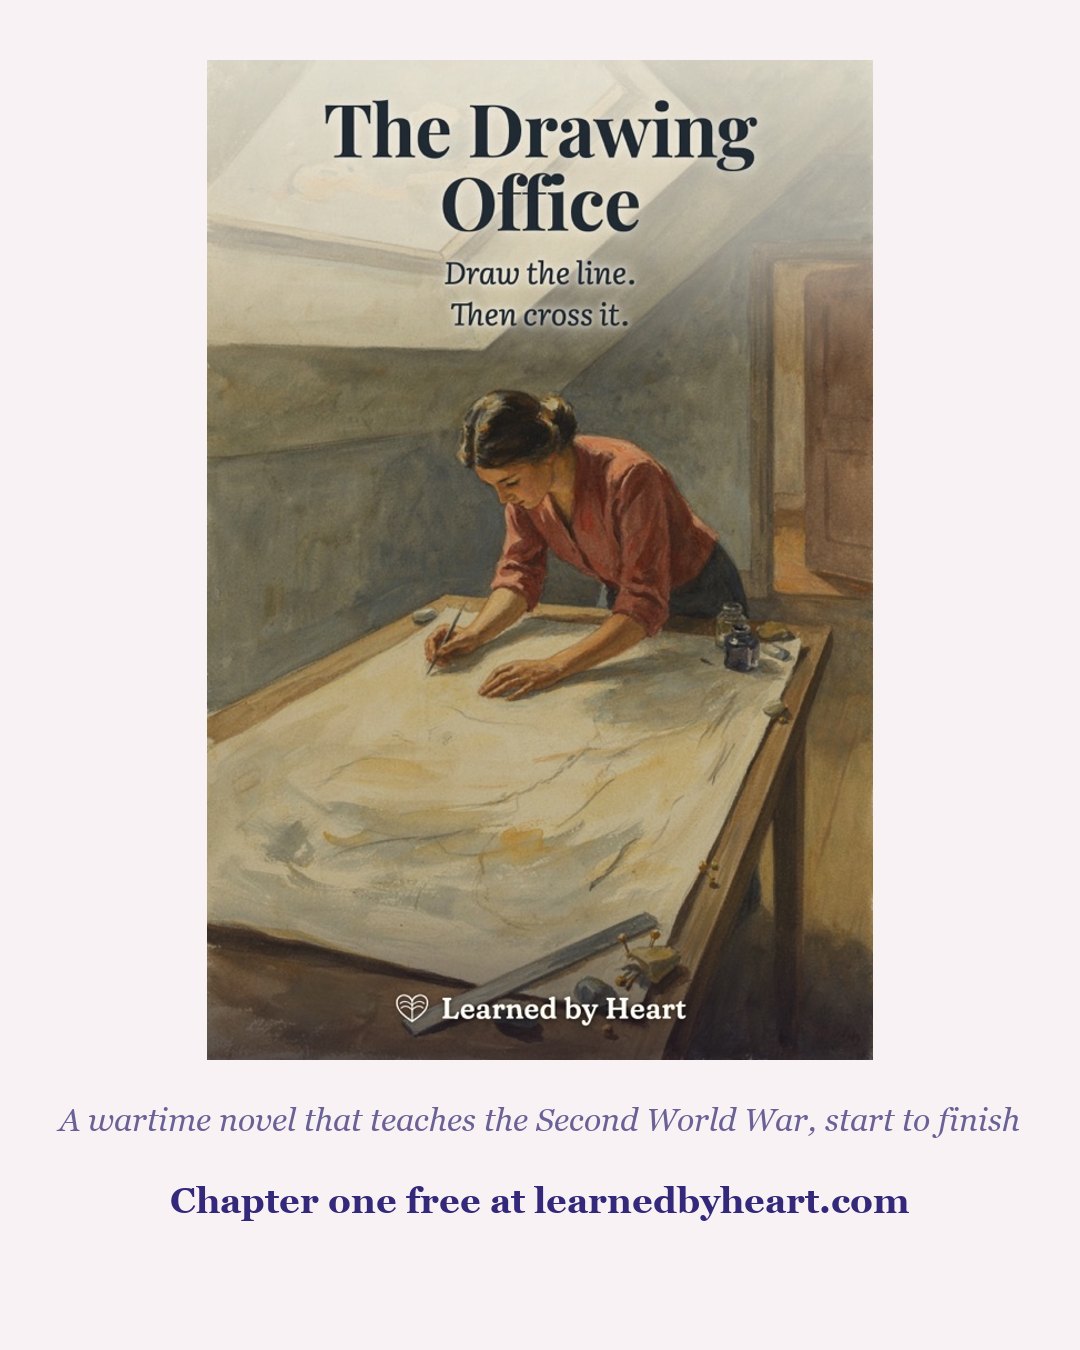 The Drawing
Office
Draw the line.
Then cross it.
Learned by Heart
A wartime novel that teaches the Second World War, start to finish
Chapter one free at learnedbyheart.com